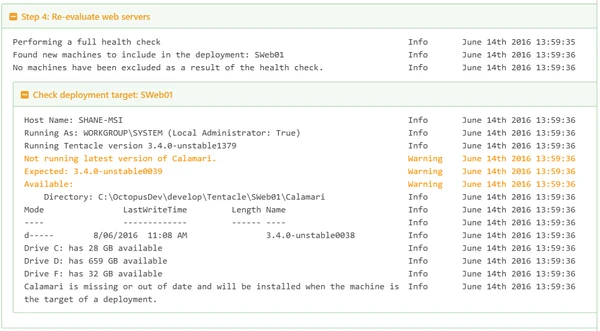 Step 4: Re-evaluate web servers
Performing a full health check Info June 14th 2016 13:59:35
Found new machines to include in the deployment: SWeb01 Info June 14th 2016 13:59:36
No machines have been excluded as a result of the health check. Info June 14th 2016 13:59:36
Check deployment target: SWeb01
Host Name: SHANE-MSI Info June 14th 2016 13:59:36
Running As: WORKGROUP\SYSTEM (Local Administrator: True) Info June 14th 2016 13:59:36
Running Tentacle version 3.4.0-unstable1379 Info June 14th 2016 13:59:36
Not running latest version of Calamari. Warning June 14th 2016 13:59:36
Expected: 3.4.0-unstable0039 Warning June 14th 2016 13:59:36
Available: Warning June 14th 2016 13:59:36
Directory: C:\OctopusDev\develop\Tentacle\SWeb01\Calamari Info June 14th 2016 13:59:36
Mode LastWriteTime Length Name Info June 14th 2016 13:59:36
---- ------------- ------ ---- Info June 14th 2016 13:59:36
d----- 8/06/2016 11:08 AM 3.4.0-unstable0038 Info June 14th 2016 13:59:36
Drive C: has 28 GB available Info June 14th 2016 13:59:36
Drive D: has 659 GB available Info June 14th 2016 13:59:36
Drive F: has 32 GB available Info June 14th 2016 13:59:36
Calamari is missing or out of date and will be installed when the machine is Info June 14th 2016 13:59:36
the target of a deployment.